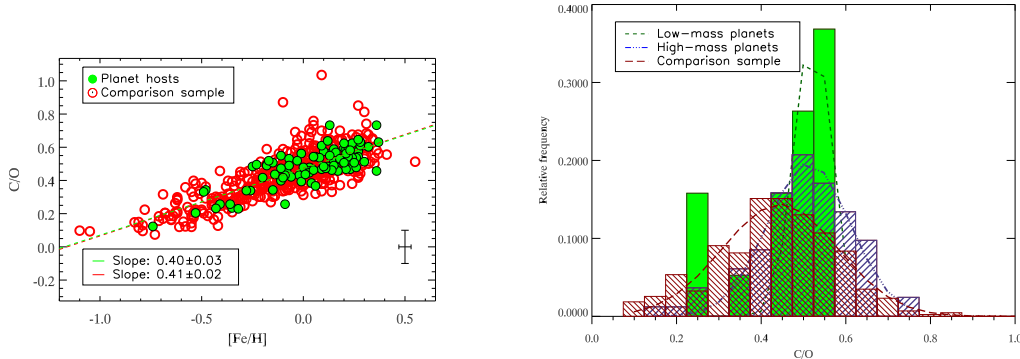 Planet hosts
Comparison sample
C/O
1.0
0.8
0.6
0.4
0.2
0.0
-0.2
Slope: 0.40±0.03
Slope: 0.41±0.02
-1.0 -0.5 0.0 0.5
[Fe/H]
Low-mass planets
High-mass planets
Comparison sample
Relative frequency
0.4000
0.3000
0.2000
0.1000
0.0000
0.0 0.2 0.4 0.6 0.8 1.0
C/O